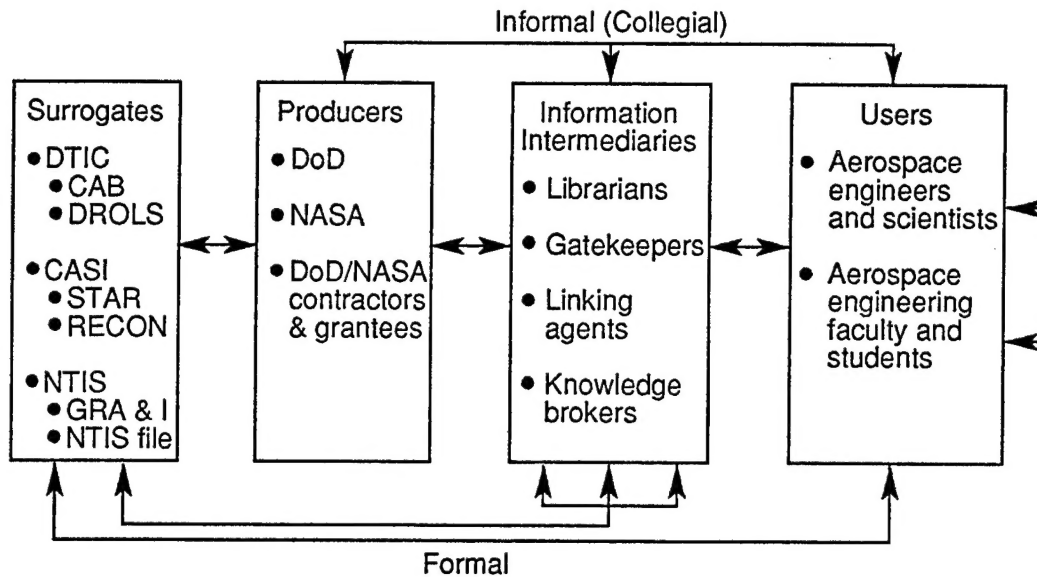 Informal (Collegial)
Surrogates
● DTIC
● CAB
● DROLS
● CASI
● STAR
● RECON
● NTIS
● GRA & I
● NTIS file
Producers
● DoD
● NASA
● DoD/NASA
contractors
& grantees
Information
Intermediaries
● Librarians
● Gatekeepers
● Linking
agents
● Knowledge
brokers
Users
● Aerospace
engineers
and scientists
● Aerospace
engineering
faculty and
students
Formal